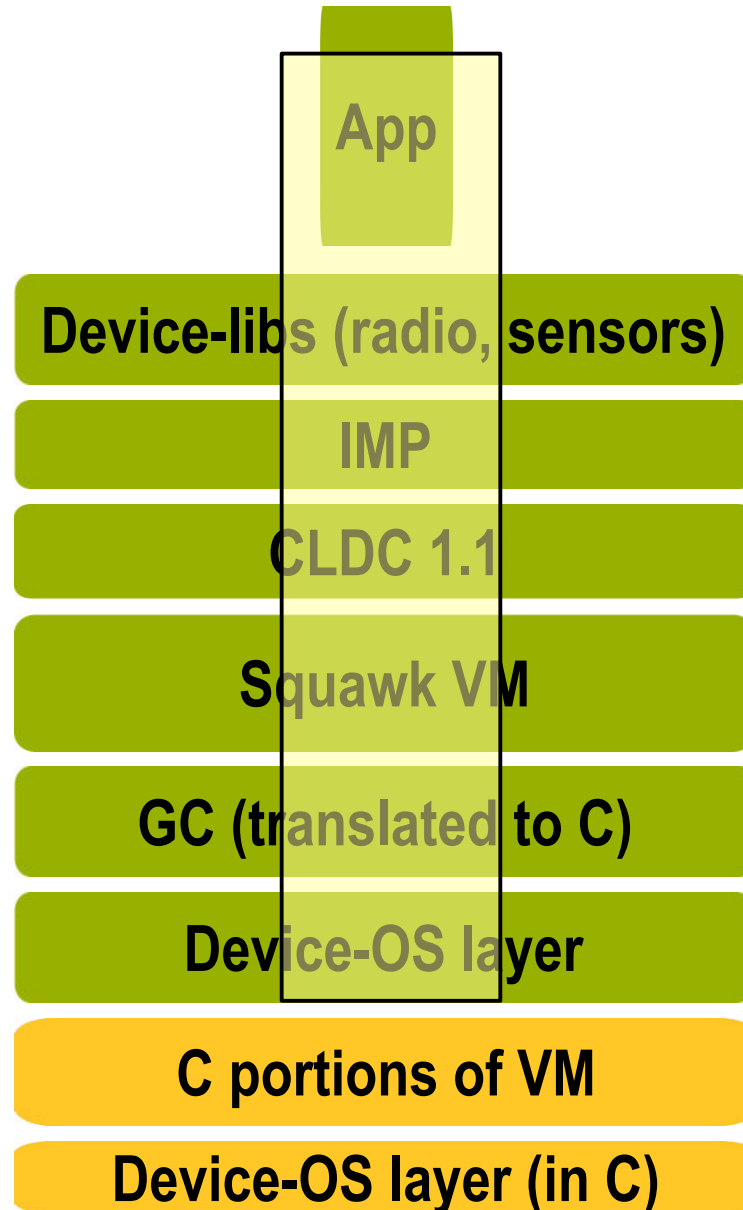 App
Device-libs (radio, sensors)
IMP
CLDC 1.1
Squawk VM
GC (translated to C)
Device-OS layer
C portions of VM
Device-OS layer (in C)